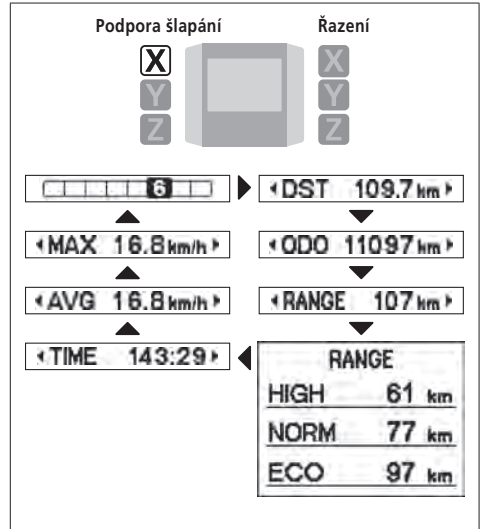 Podpora šlapání Řazení
X X
Y Y
Z Z
6 DST 109.7 km
MAX 16.8 km/h ODO 11097 km
AVG 16.8 km/h RANGE 107 km
TIME 143:29 RANGE
HIGH 61 km
NORM 77 km
ECO 97 km